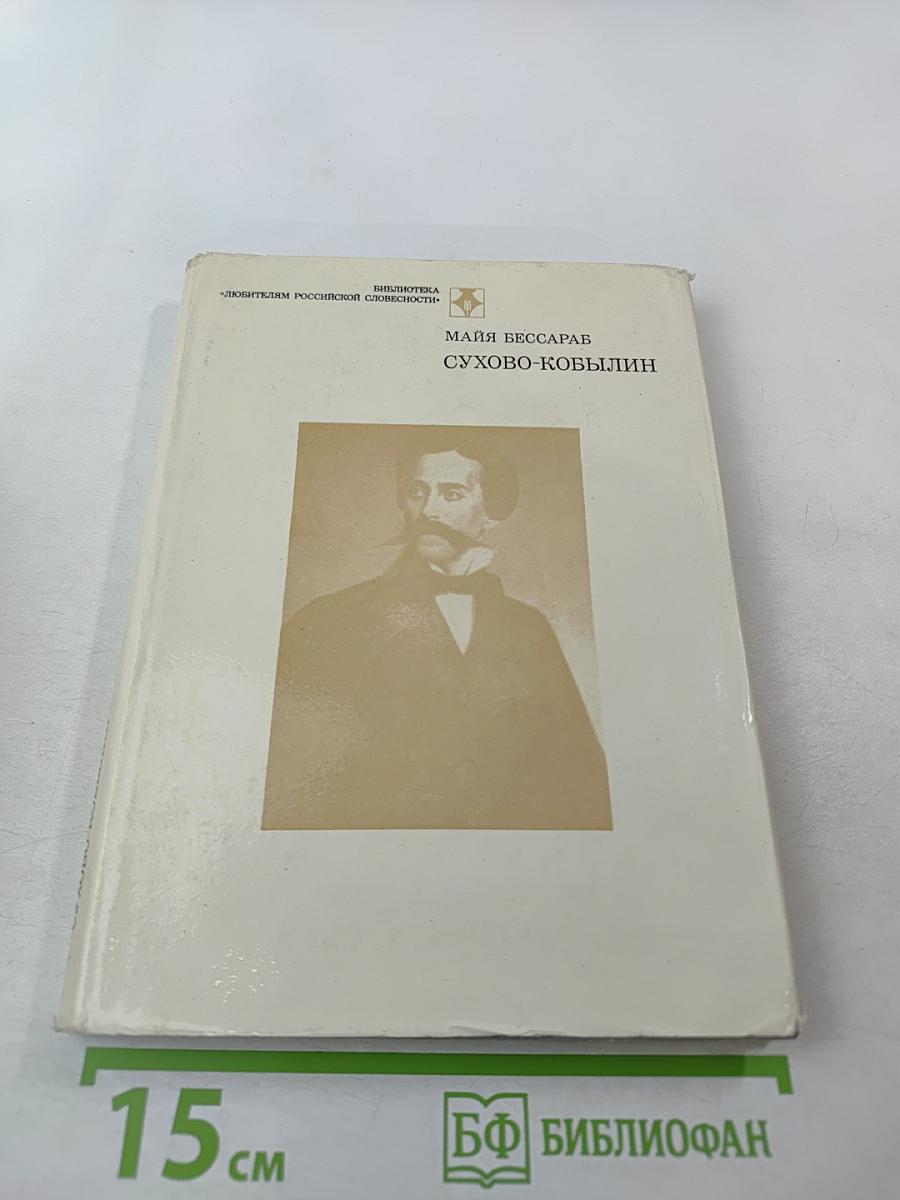 БИБЛИОТЕКА
«ЛЮБИТЕЛЯМ РОССИЙСКОЙ СЛОВЕСНОСТИ»
МАЙЯ БЕССАРАБ
СУХОВО-КОБЫЛИН
15 см
БФ БИБЛИОФАН